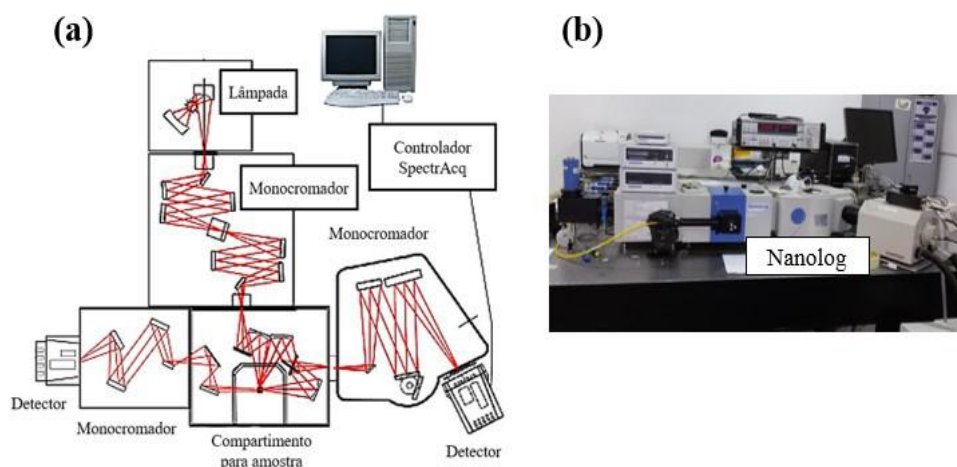 (a)
(b)
Lâmpada
Controlador
SpectrAcq
Monocromador
Monocromador
Nanolog
Detector
Monocromador
Compartimento
para amostra
Detector